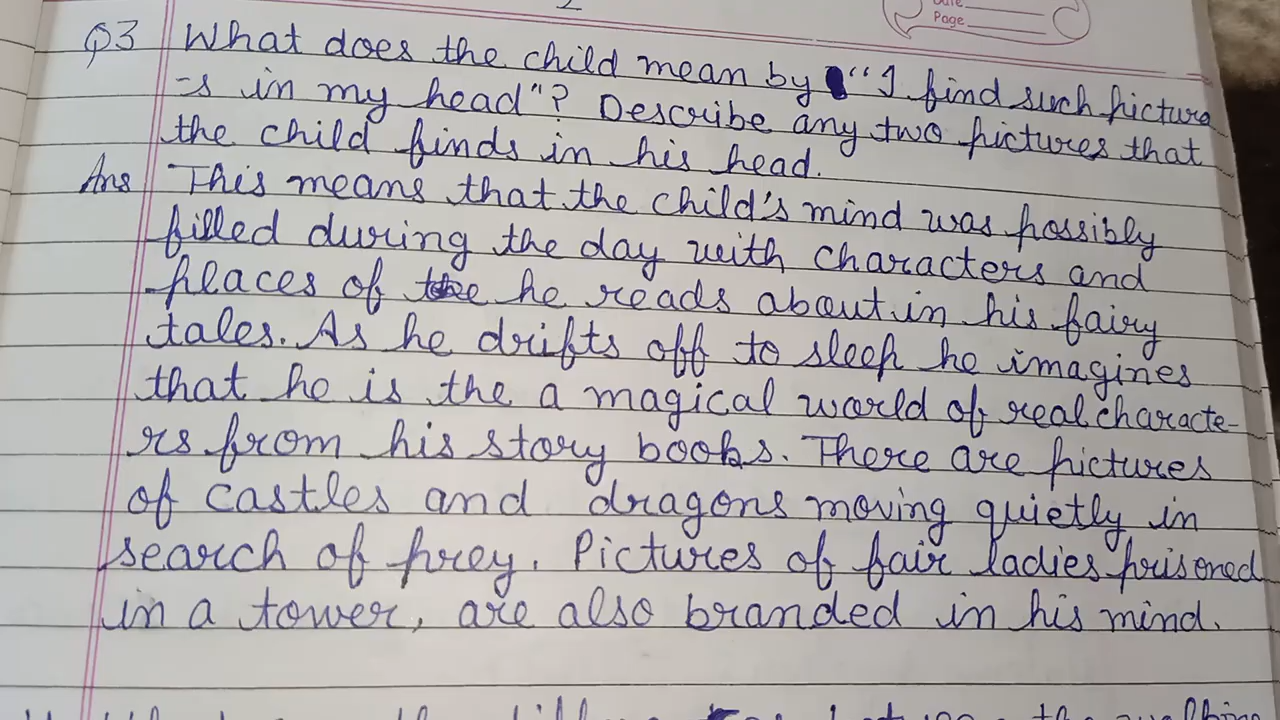 Page
Q3 What does the child mean by "I find such picture
-s in my head"? Describe any two pictures that
the child finds in his head.
Ans This means that the child's mind was possibly
filled during the day with characters and
places of he reads about in his fairy
tales. As he drifts off to sleep he imagines
that he is the a magical world of real characte-
rs from his story books. There are pictures
of castles and dragons moving quietly in
search of prey. Pictures of fair ladies prisoned
in a tower, are also branded in his mind.